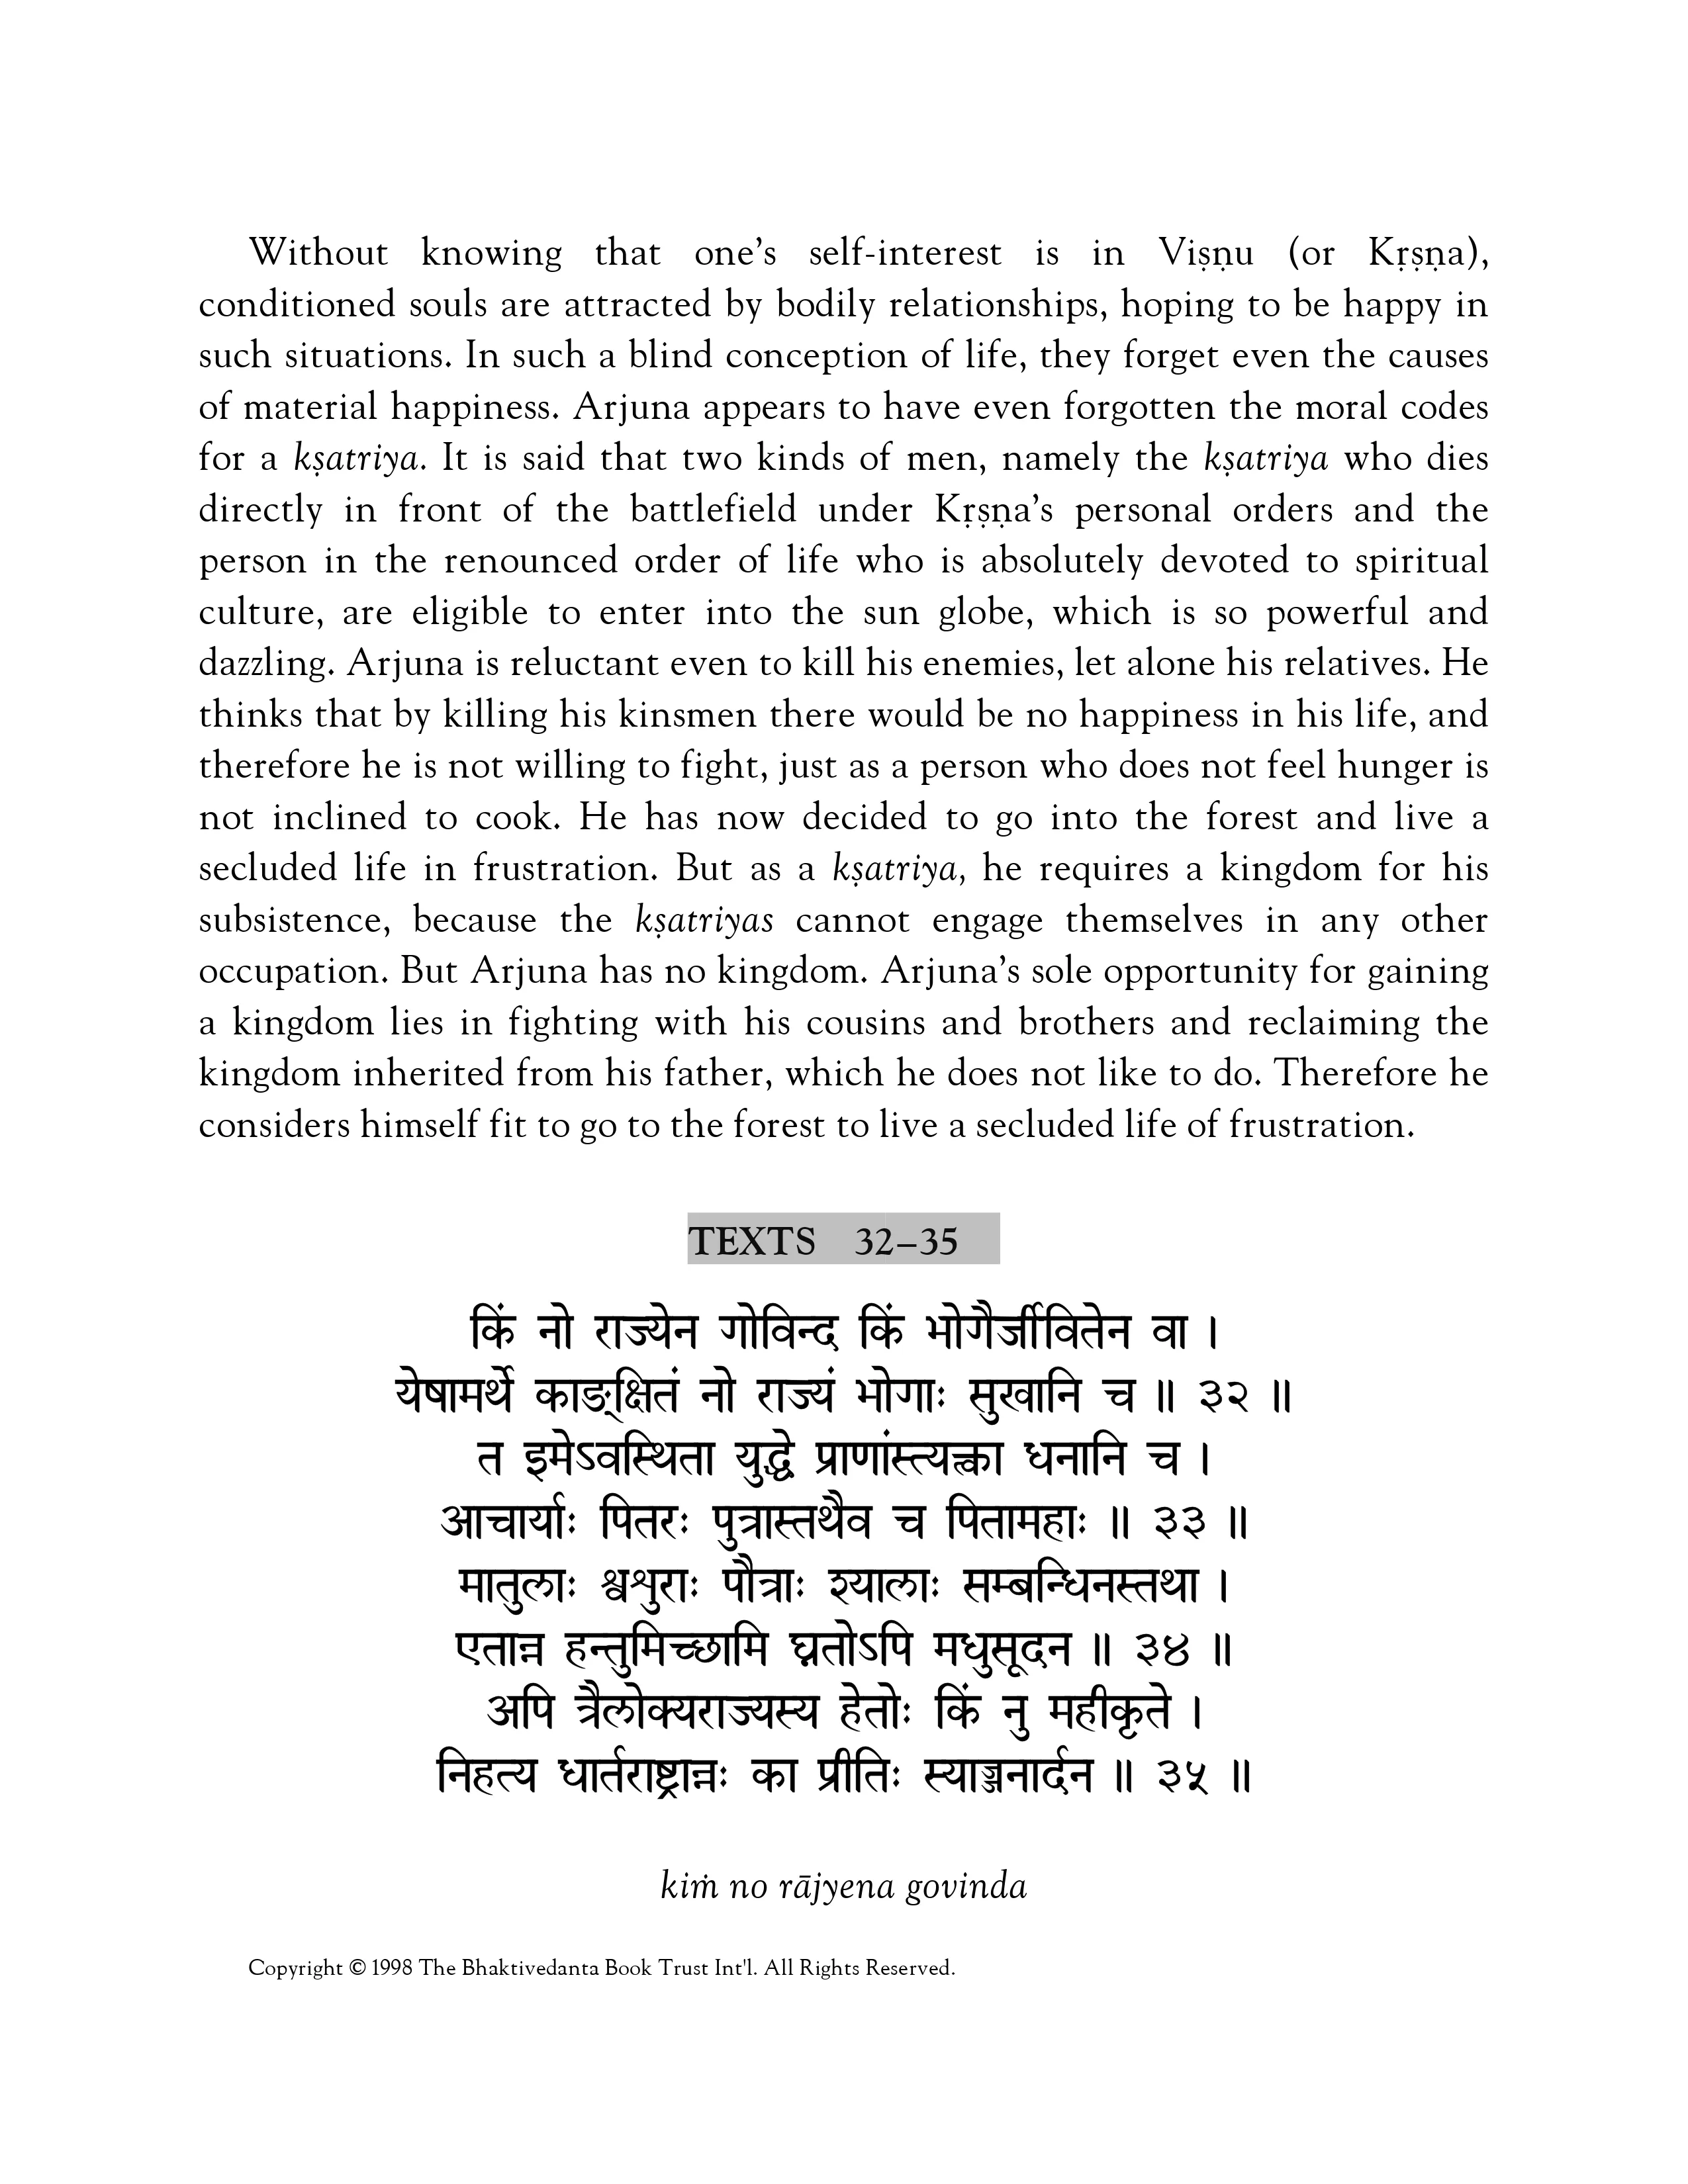 Without knowing that one’s self-interest is in Viṣṇu (or Kṛṣṇa),
conditioned souls are attracted by bodily relationships, hoping to be happy in
such situations. In such a blind conception of life, they forget even the causes
of material happiness. Arjuna appears to have even forgotten the moral codes
for a kṣatriya. It is said that two kinds of men, namely the kṣatriya who dies
directly in front of the battlefield under Kṛṣṇa’s personal orders and the
person in the renounced order of life who is absolutely devoted to spiritual
culture, are eligible to enter into the sun globe, which is so powerful and
dazzling. Arjuna is reluctant even to kill his enemies, let alone his relatives. He
thinks that by killing his kinsmen there would be no happiness in his life, and
therefore he is not willing to fight, just as a person who does not feel hunger is
not inclined to cook. He has now decided to go into the forest and live a
secluded life in frustration. But as a kṣatriya, he requires a kingdom for his
subsistence, because the kṣatriyas cannot engage themselves in any other
occupation. But Arjuna has no kingdom. Arjuna’s sole opportunity for gaining
a kingdom lies in fighting with his cousins and brothers and reclaiming the
kingdom inherited from his father, which he does not like to do. Therefore he
considers himself fit to go to the forest to live a secluded life of frustration.
TEXTS 32–35
किं नो राज्येन गोविन्द किं भोगैर्जीवितेन वा ।
येषामर्थे काङ्क्षितं नो राज्यं भोगाः सुखानि च ॥ ३२ ॥
त इमेऽवस्थिता युद्धे प्राणांस्त्यक्त्वा धनानि च ।
आचार्याः पितरः पुत्रास्तथैव च पितामहाः ॥ ३३ ॥
मातुलाः श्वशुराः पौत्राः श्यालाः सम्बन्धिनस्तथा ।
एतान्न हन्तुमिच्छामि घ्नतोऽपि मधुसूदन ॥ ३४ ॥
अपि त्रैलोक्यराज्यस्य हेतोः किं नु महीकृते ।
निहत्य धार्तराष्ट्रान्नः का प्रीतिः स्याज्जनार्दन ॥ ३५ ॥
kiṁ no rājyena govinda
Copyright © 1998 The Bhaktivedanta Book Trust Int'l. All Rights Reserved.